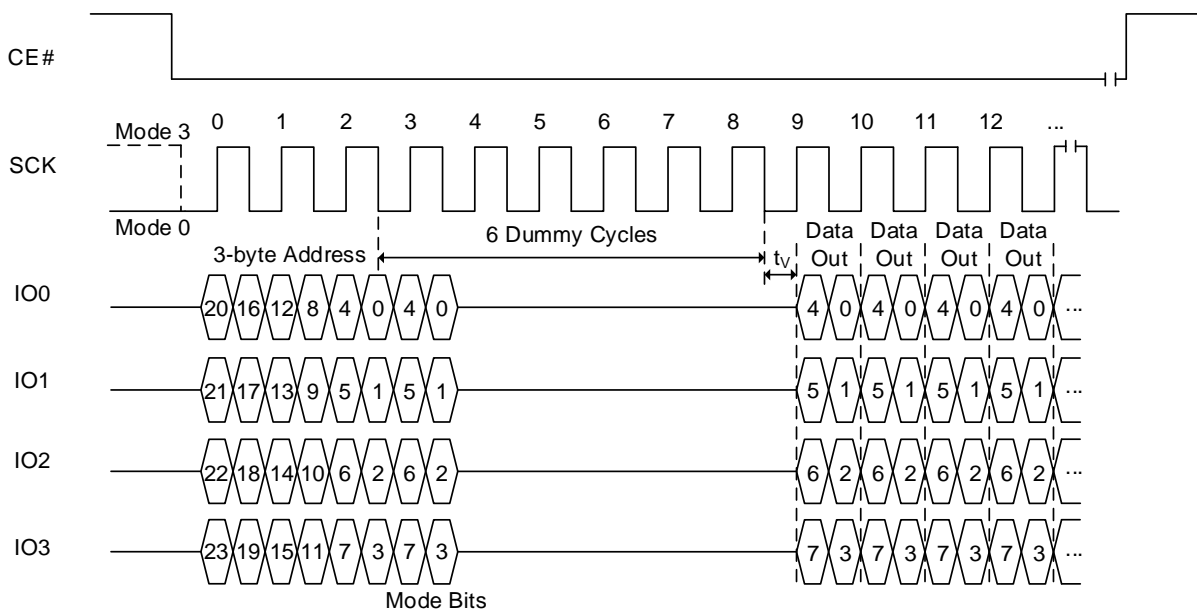 CE#
Mode 3 0 1 2 3 4 5 6 7 8 9 10 11 12 ...
SCK
Mode 0
3-byte Address 6 Dummy Cycles tV Data Out Data Out Data Out Data Out
IO0 20 16 12 8 4 0 4 0 4 0 4 0 4 0 4 0 ...
IO1 21 17 13 9 5 1 5 1 5 1 5 1 5 1 5 1 ...
IO2 22 18 14 10 6 2 6 2 6 2 6 2 6 2 6 2 ...
IO3 23 19 15 11 7 3 7 3 7 3 7 3 7 3 7 3 ...
Mode Bits